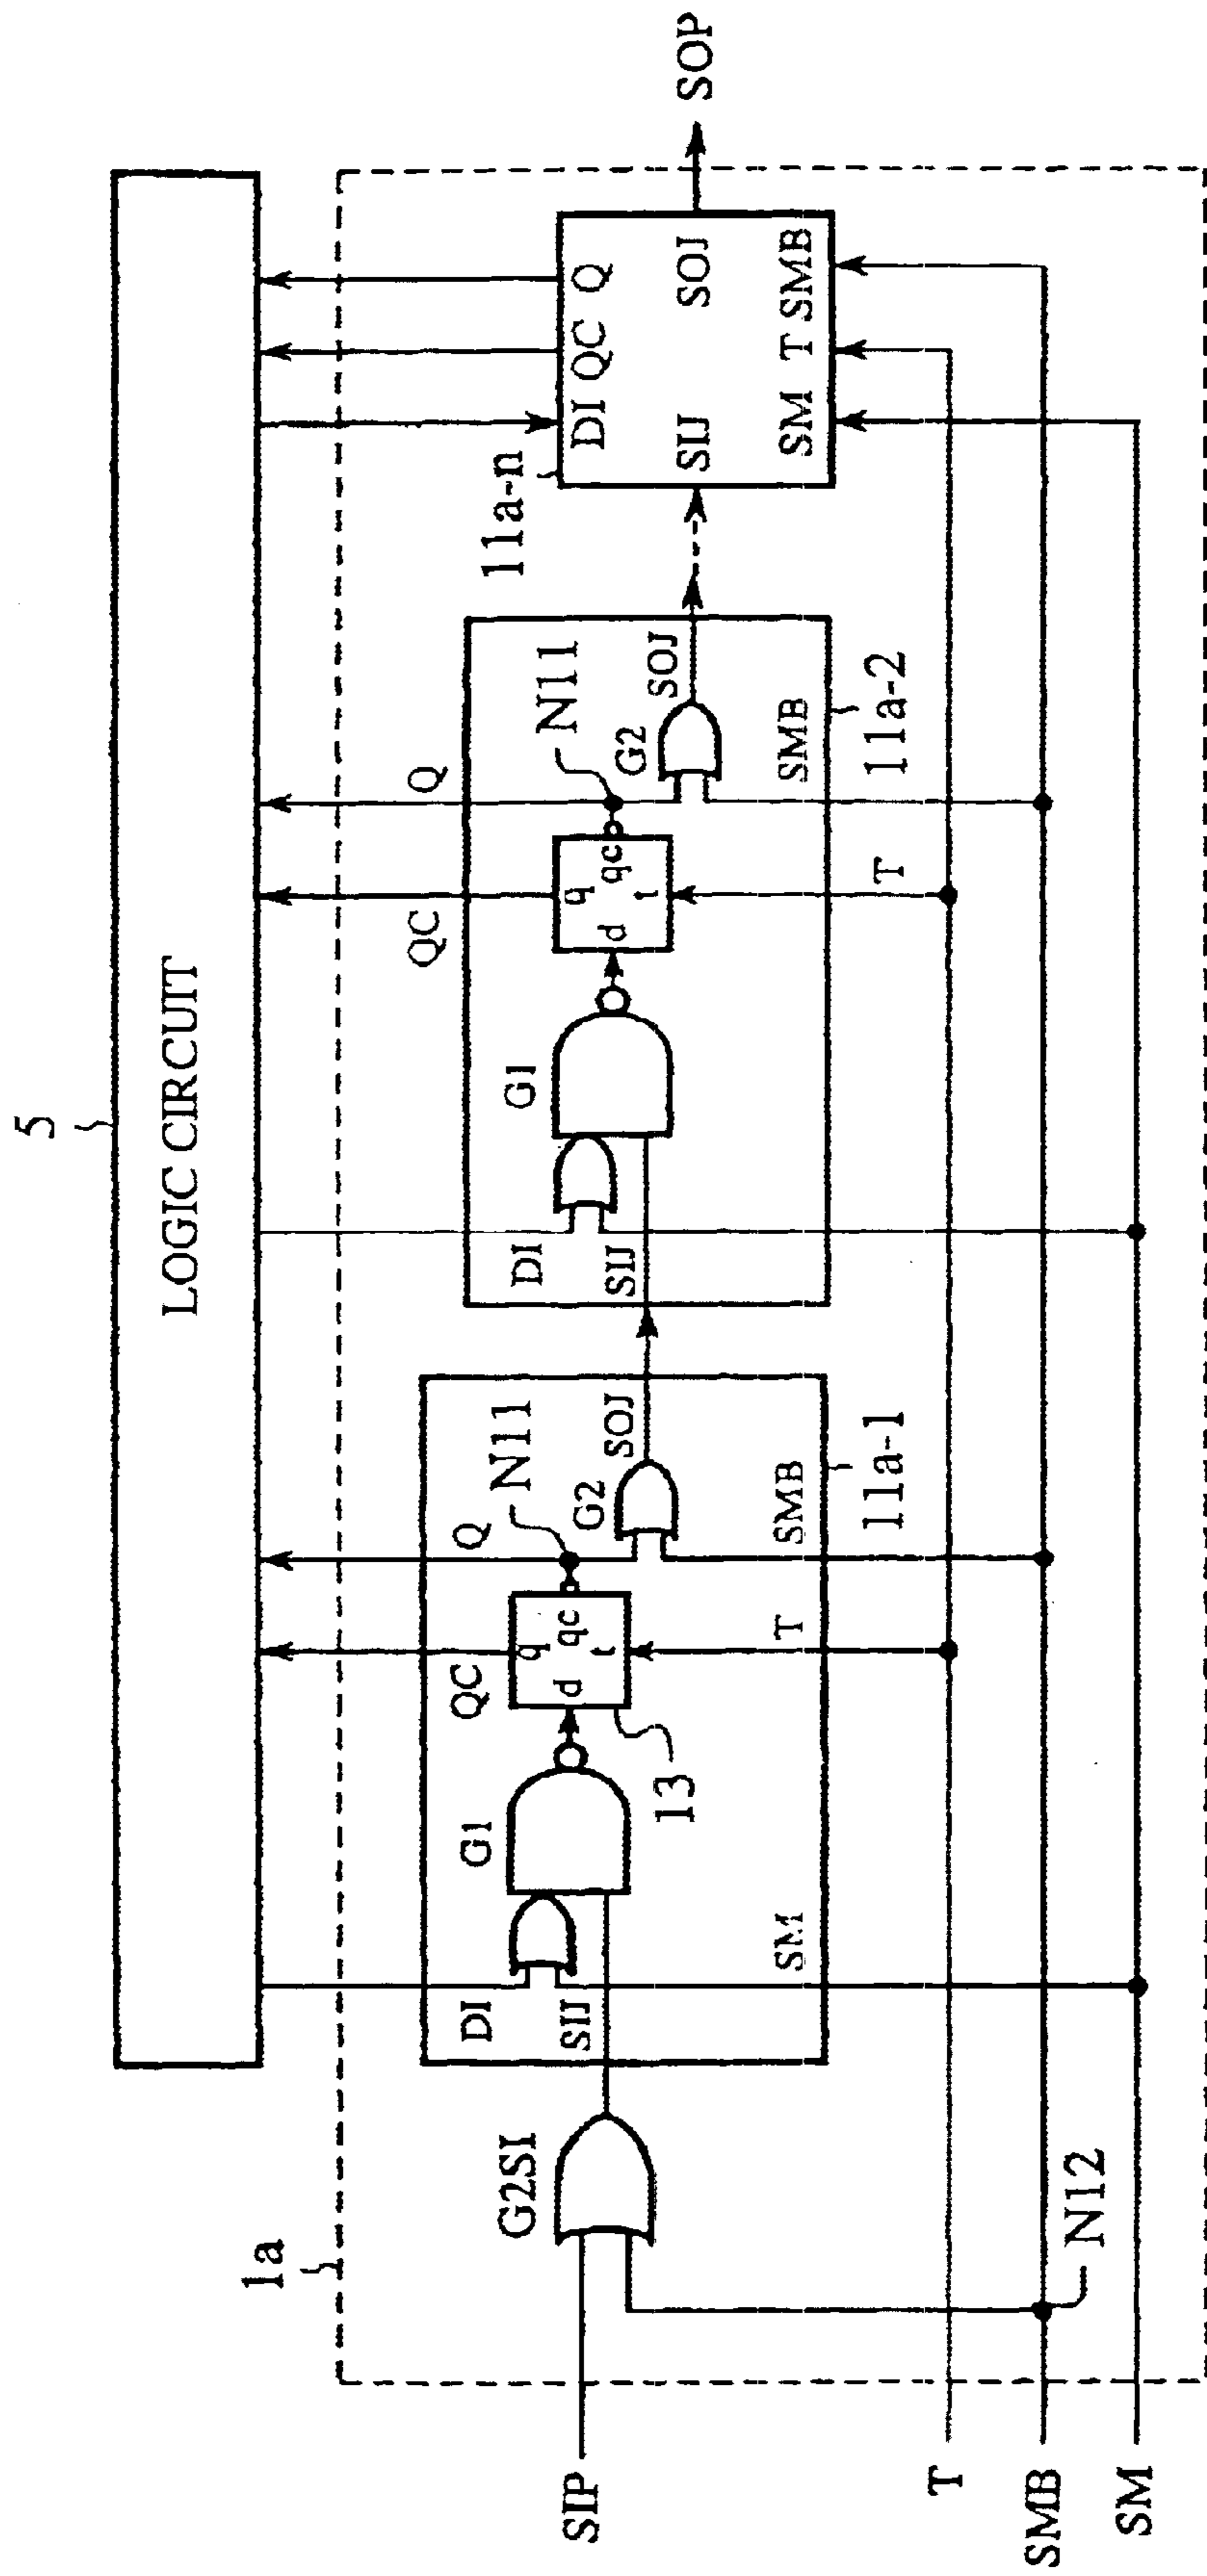 5
LOGIC CIRCUIT
1a
SIP
G2SI
N12
T
SMB
SM
DI
SIJ
G1
SM
13
d
q
qc
t
QC
Q
N11
G2
SOJ
T
SMB
11a-1
DI
SIJ
G1
d
q
qc
t
QC
Q
N11
G2
SOJ
T
SMB
11a-2
11a-n
DI QC Q
SIJ SOJ
SM T SMB
SOP